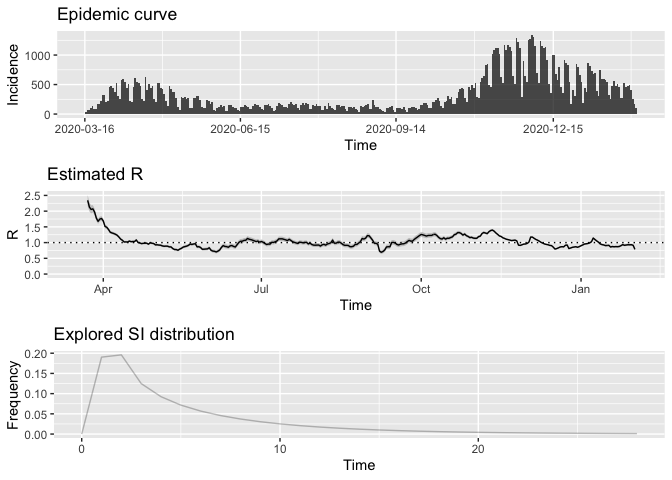 Epidemic curve
Incidence
1000
500
0
2020-03-16 2020-06-15 2020-09-14 2020-12-15
Time
Estimated R
R
2.5
2.0
1.5
1.0
0.5
0.0
Apr Jul Oct Jan
Time
Explored SI distribution
Frequency
0.20
0.15
0.10
0.05
0.00
0 10 20
Time